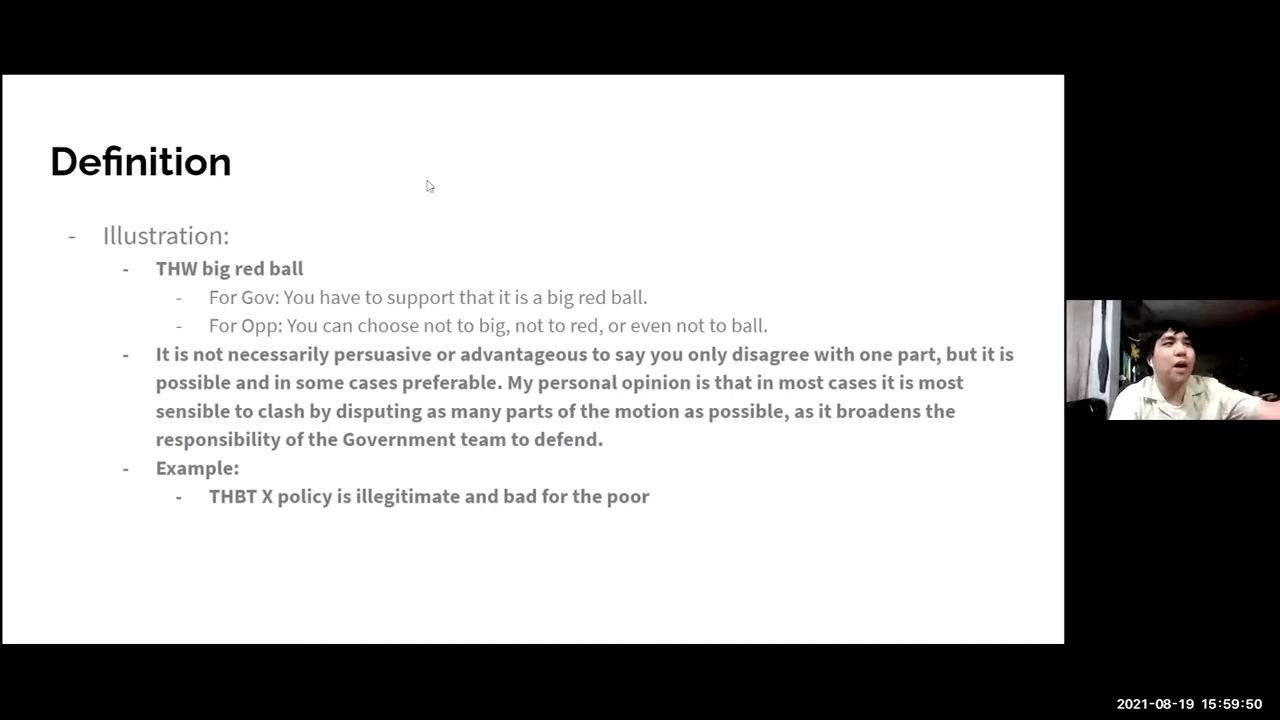 Definition
- Illustration:
- THW big red ball
- For Gov: You have to support that it is a big red ball.
- For Opp: You can choose not to big, not to red, or even not to ball.
- It is not necessarily persuasive or advantageous to say you only disagree with one part, but it is
possible and in some cases preferable. My personal opinion is that in most cases it is most
sensible to clash by disputing as many parts of the motion as possible, as it broadens the
responsibility of the Government team to defend.
- Example:
- THBT X policy is illegitimate and bad for the poor
2021-08-19 15:59:50